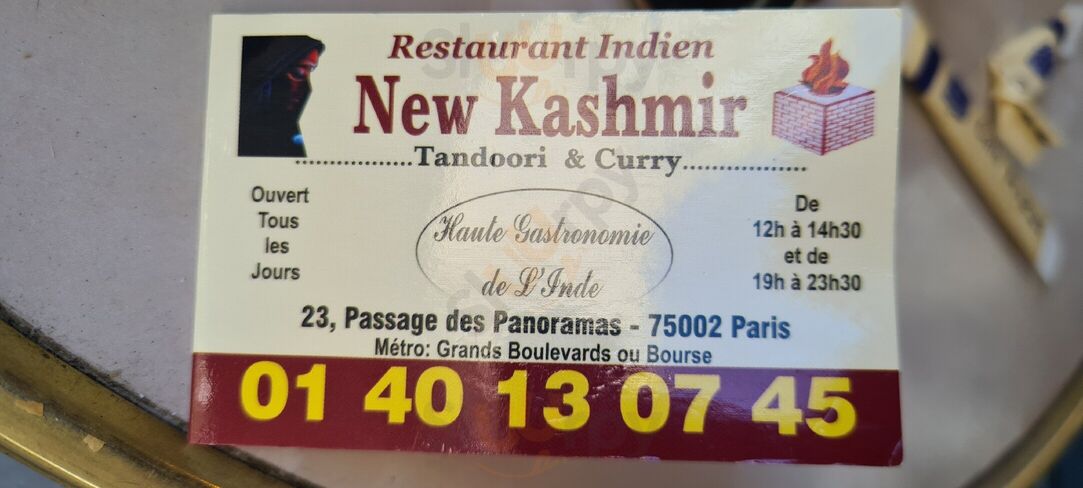 Restaurant Indien
New Kashmir
.................Tandoori & Curry..................
Ouvert
Tous
les
Jours
Haute Gastronomie
de L'Inde
De
12h à 14h30
et de
19h à 23h30
23, Passage des Panoramas - 75002 Paris
Métro: Grands Boulevards ou Bourse
01 40 13 07 45